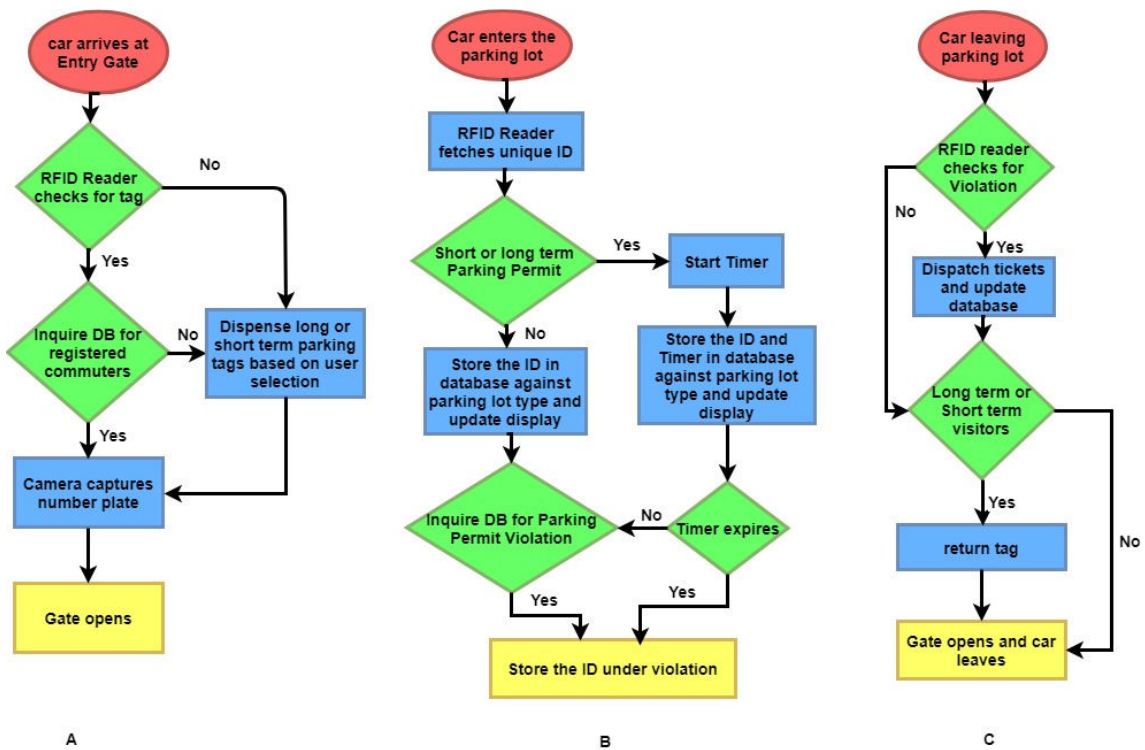 car arrives at
Entry Gate
RFID Reader
checks for tag
No
Yes
Inquire DB for
registered
commuters
No
Dispense long or
short term parking
tags based on user
selection
Yes
Camera captures
number plate
Gate opens
A
Car enters the
parking lot
RFID Reader
fetches unique ID
Short or long term
Parking Permit
Yes
Start Timer
No
Store the ID in
database against
parking lot
type and
update display
Store the ID and
Timer in database
against parking lot
type and update
display
Inquire DB for Parking
Permit Violation
No
Timer expires
Yes
Yes
Store the ID under violation
B
Car leaving
parking lot
RFID reader
checks for
Violation
No
Yes
Dispatch tickets
and update
database
Long term or
Short term
visitors
Yes
No
return tag
Gate opens and car
leaves
C